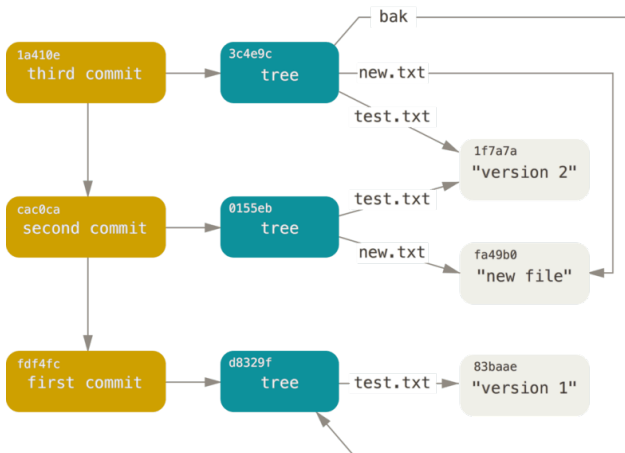 bak
1a410e
third commit
3c4e9c
tree
new.txt
test.txt
1f7a7a
"version 2"
cac0ca
second commit
0155eb
tree
test.txt
new.txt
fa49b0
"new file"
fdf4fc
first commit
d8329f
tree
test.txt
83baae
"version 1"